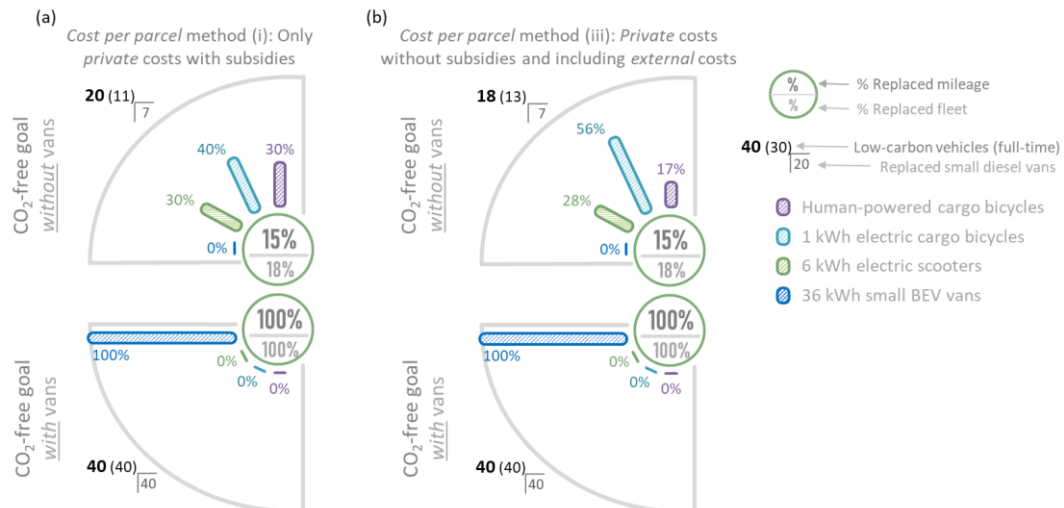 (a)
Cost per parcel method (i): Only
private costs with subsidies
20 (11)
7
CO2-free goal
without vans
30%
40%
30%
0%
15%
18%
100%
100%
100%
0%
0%
0%
CO2-free goal
with vans
40 (40)
40
(b)
Cost per parcel method (iii): Private costs
without subsidies and including external costs
18 (13)
7
CO2-free goal
without vans
56%
17%
28%
0%
15%
18%
100%
100%
100%
0%
0%
0%
CO2-free goal
with vans
40 (40)
40
%
% Replaced mileage
%
% Replaced fleet
40 (30)
Low-carbon vehicles (full-time)
20
Replaced small diesel vans
Human-powered cargo bicycles
1 kWh electric cargo bicycles
6 kWh electric scooters
36 kWh small BEV vans